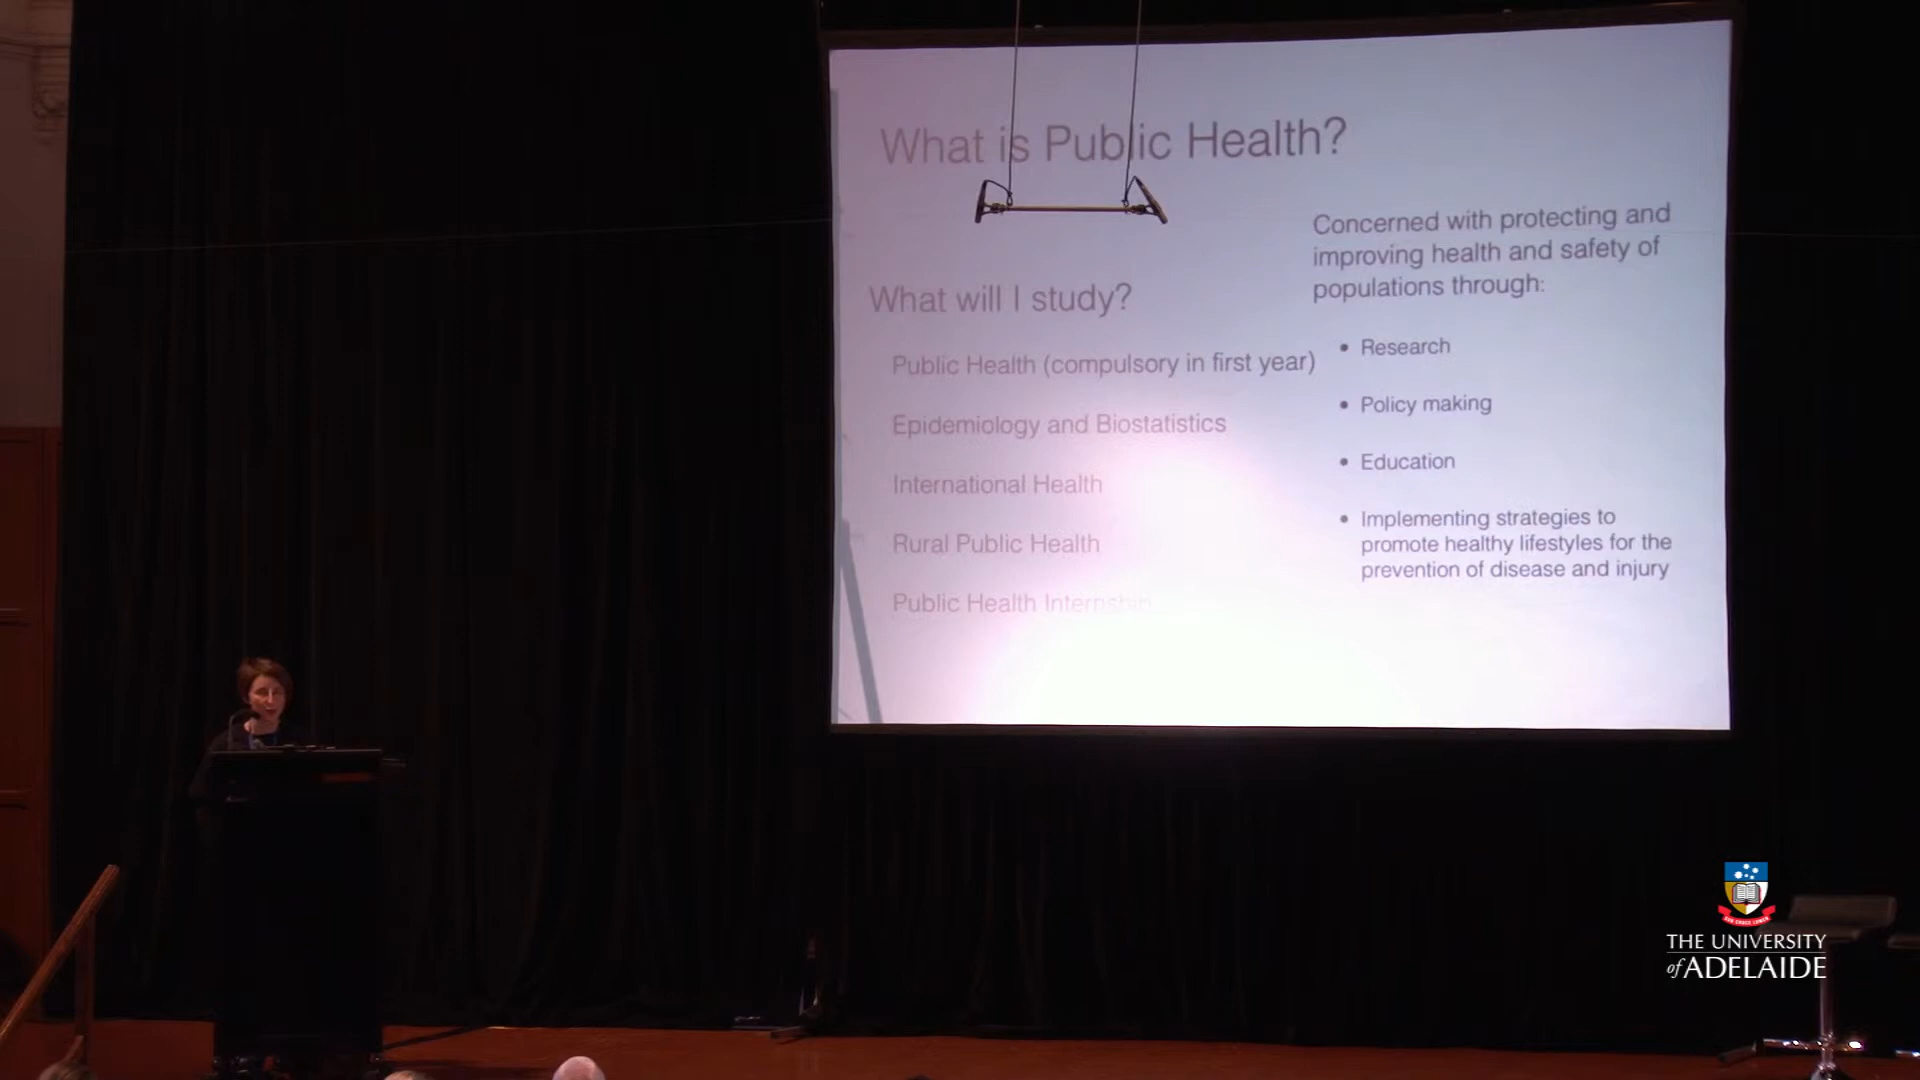 What is Public Health?
What will I study?
Public Health (compulsory in first year)
Epidemiology and Biostatistics
International Health
Rural Public Health
Public Health Internship
Concerned with protecting and
improving health and safety of
populations through:
• Research
• Policy making
• Education
• Implementing strategies to
promote healthy lifestyles for the
prevention of disease and injury
THE UNIVERSITY
of ADELAIDE